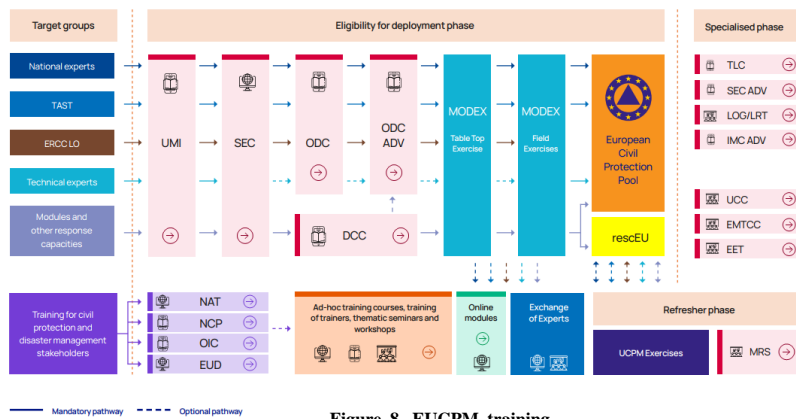 Target groups
Eligibility for deployment phase
Specialised phase
National experts
TAST
ERCC LO
Technical experts
Modules and
other response
capacities
UMI
SEC
ODC
ODC
ADV
DCC
MODEX
Table Top
Exercise
MODEX
Field
Exercises
European
Civil
Protection
Pool
rescEU
TLC
SEC ADV
LOG/LRT
IMC ADV
UCC
EMTCC
EET
Training for civil
protection and
disaster management
stakeholders
NAT
NCP
OIC
EUD
Ad-hoc training courses, training
of trainers, thematic seminars and
workshops
Online
modules
Exchange
of Experts
Refresher phase
UCPM Exercises
MRS
Mandatory pathway
Optional pathway
Figure 8. EUCPM training